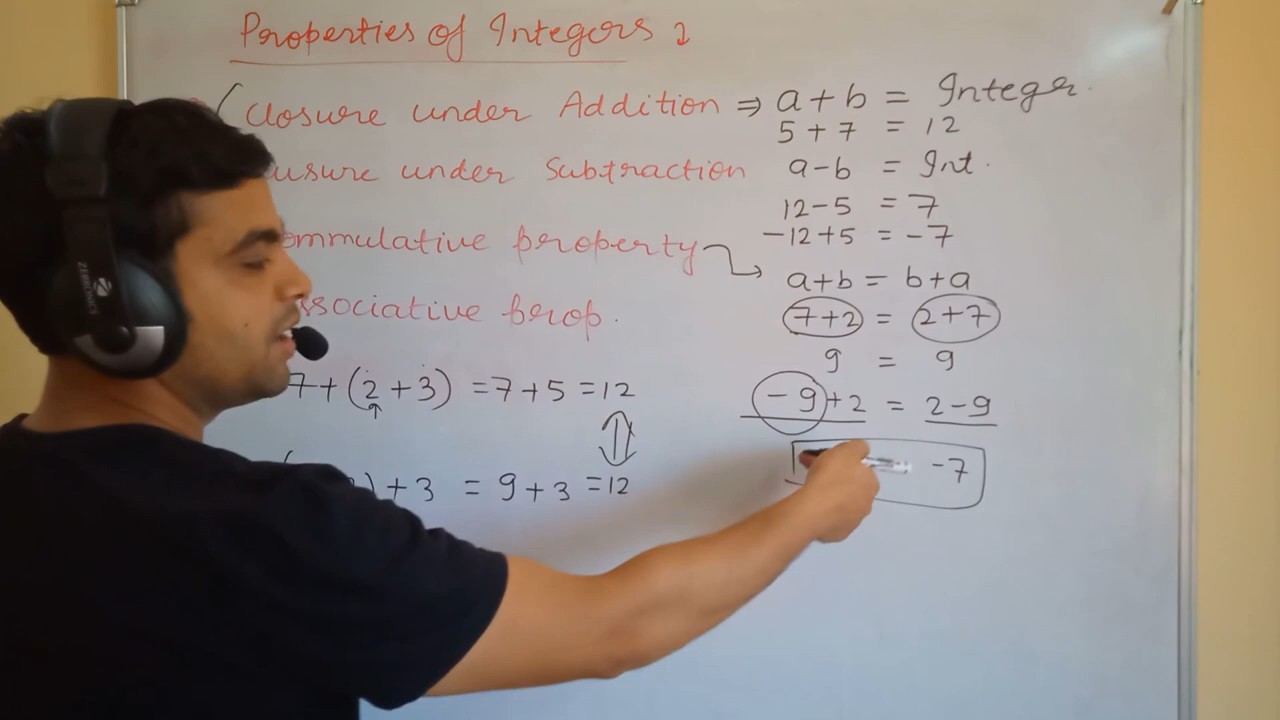 Properties of Integers 2
Closure under Addition ⇒ a+b = Integer.
5+7 = 12
usure under Subtraction a-b = Int.
12-5 = 7
-12+5 = -7
ommulative property
a+b = b+a
7+2 = 2+7
ssociative prop.
9 = 9
7+(2+3) = 7+5 = 12
-9+2 = 2-9
-7
)+3 = 9+3 = 12
ZEBRONICS